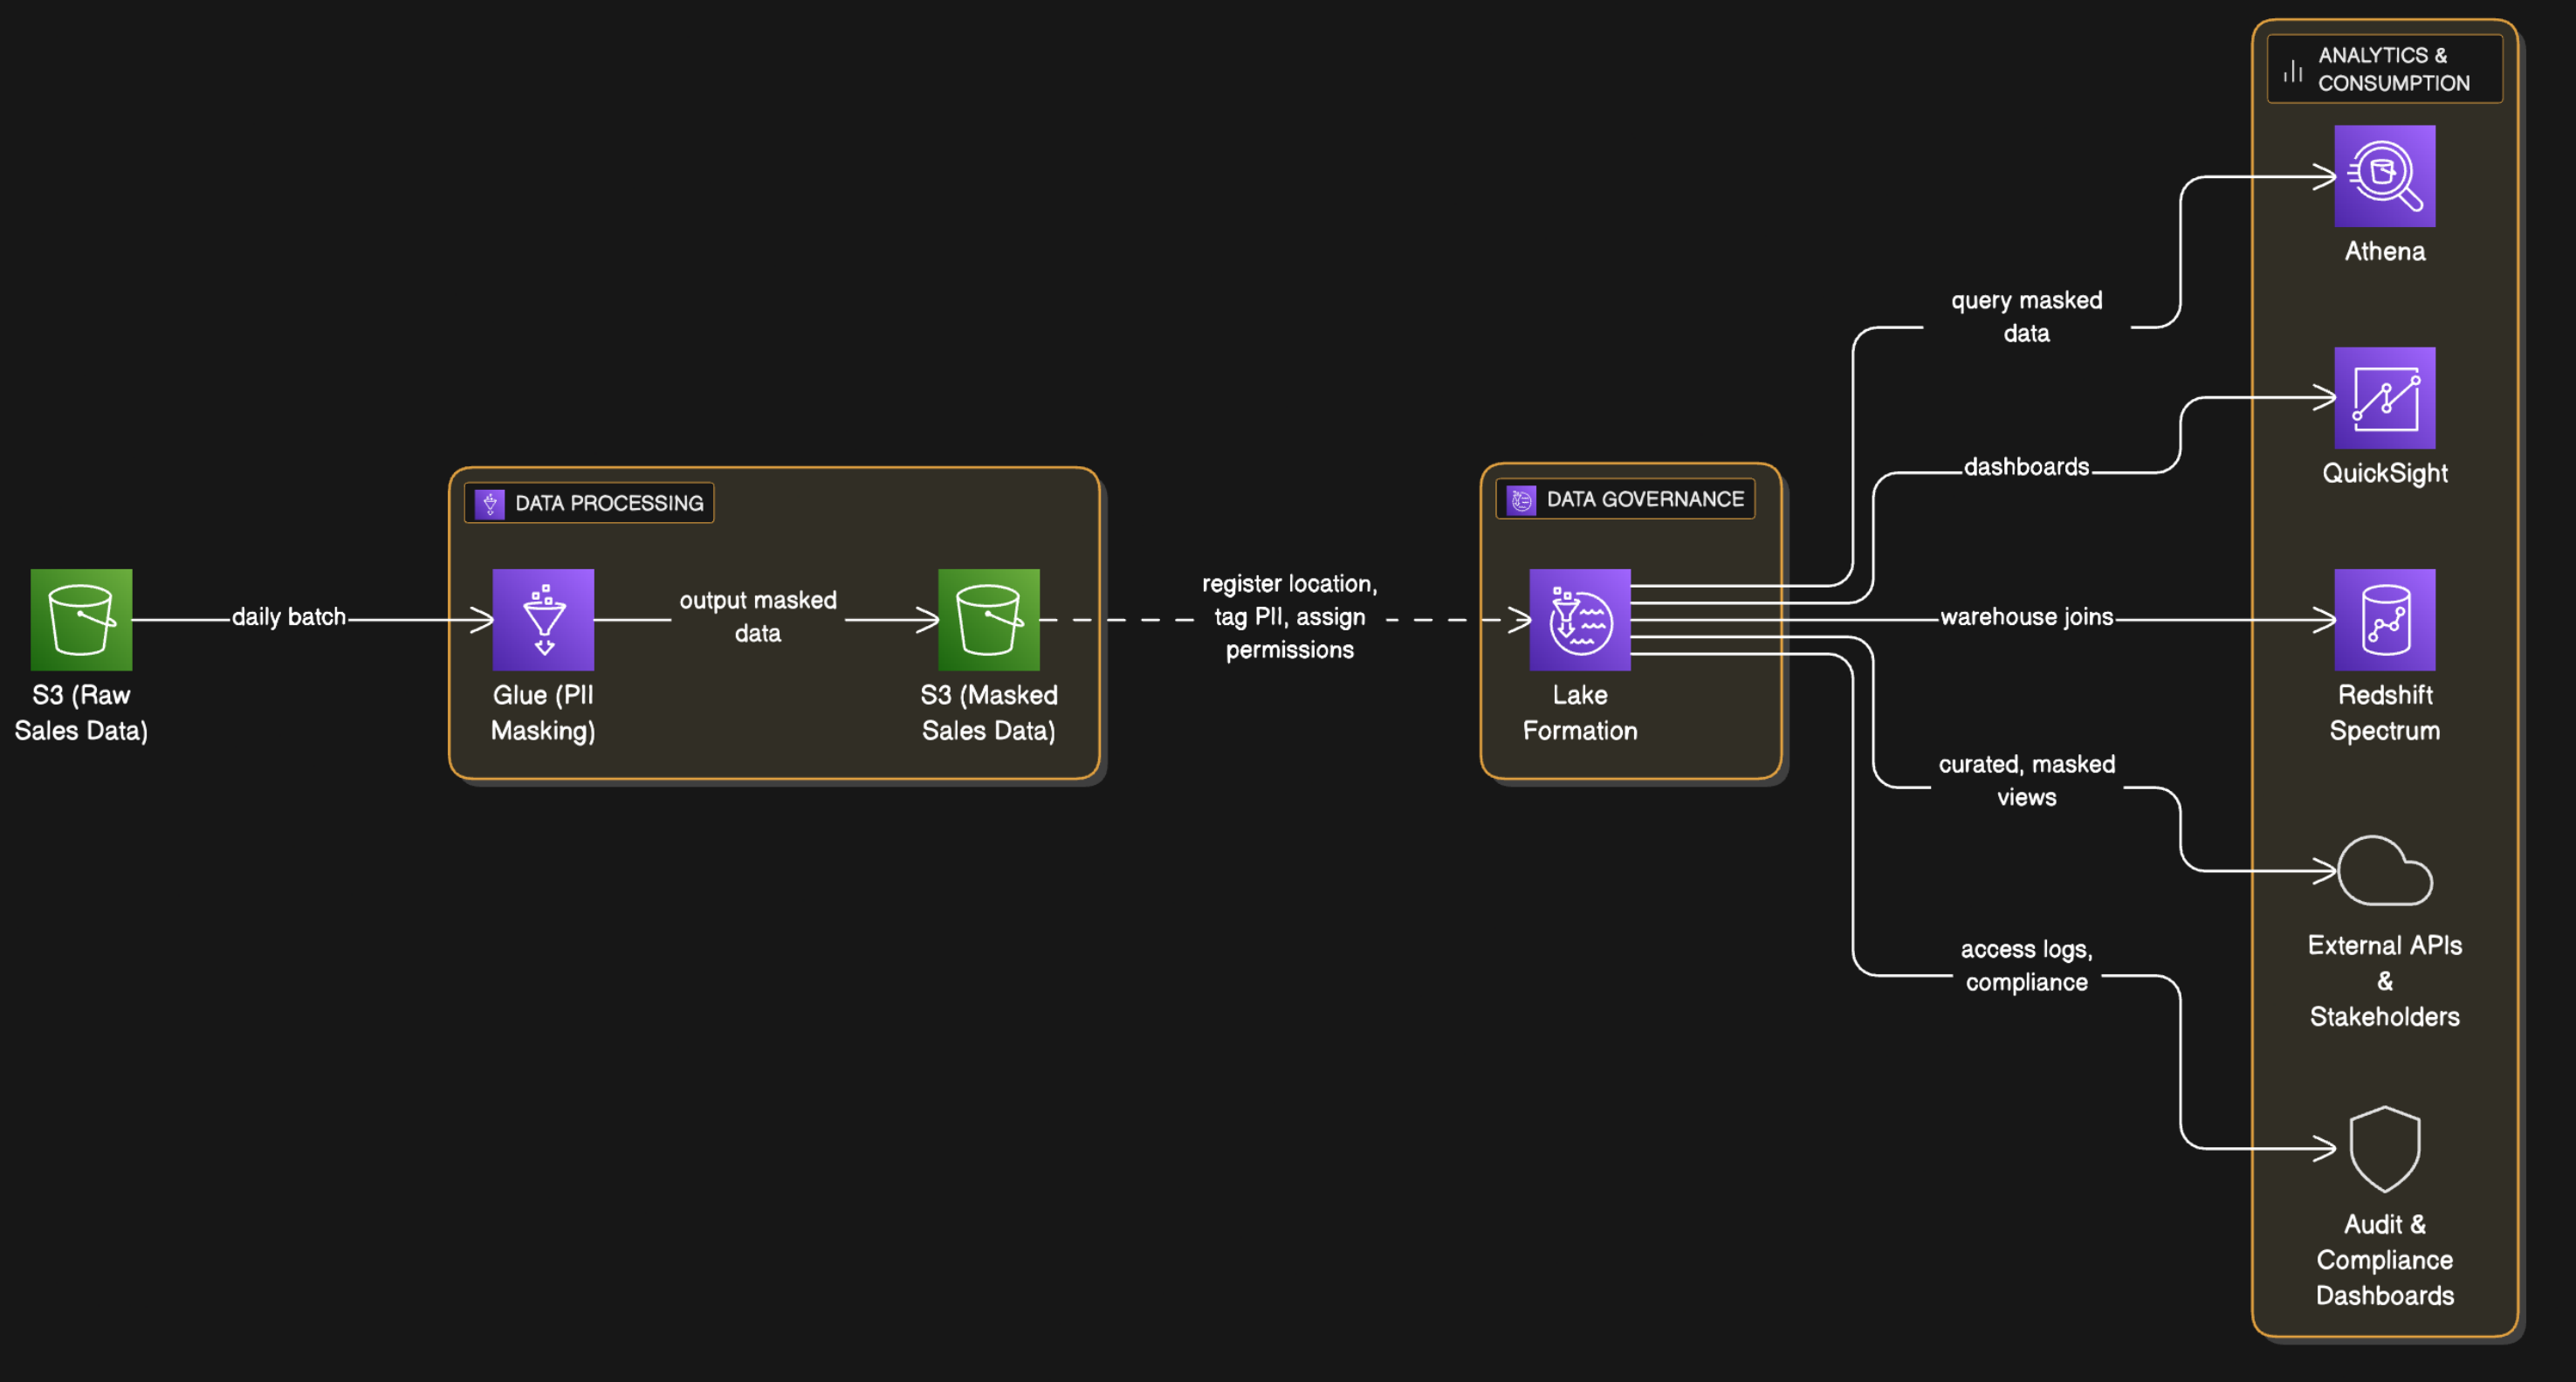 S3 (Raw
Sales Data)
daily batch
DATA PROCESSING
Glue (PII
Masking)
output masked
data
S3 (Masked
Sales Data)
register location,
tag PII, assign
permissions
DATA GOVERNANCE
Lake
Formation
query masked
data
dashboards
warehouse joins
curated, masked
views
access logs,
compliance
ANALYTICS &
CONSUMPTION
Athena
QuickSight
Redshift
Spectrum
External APIs
&
Stakeholders
Audit &
Compliance
Dashboards